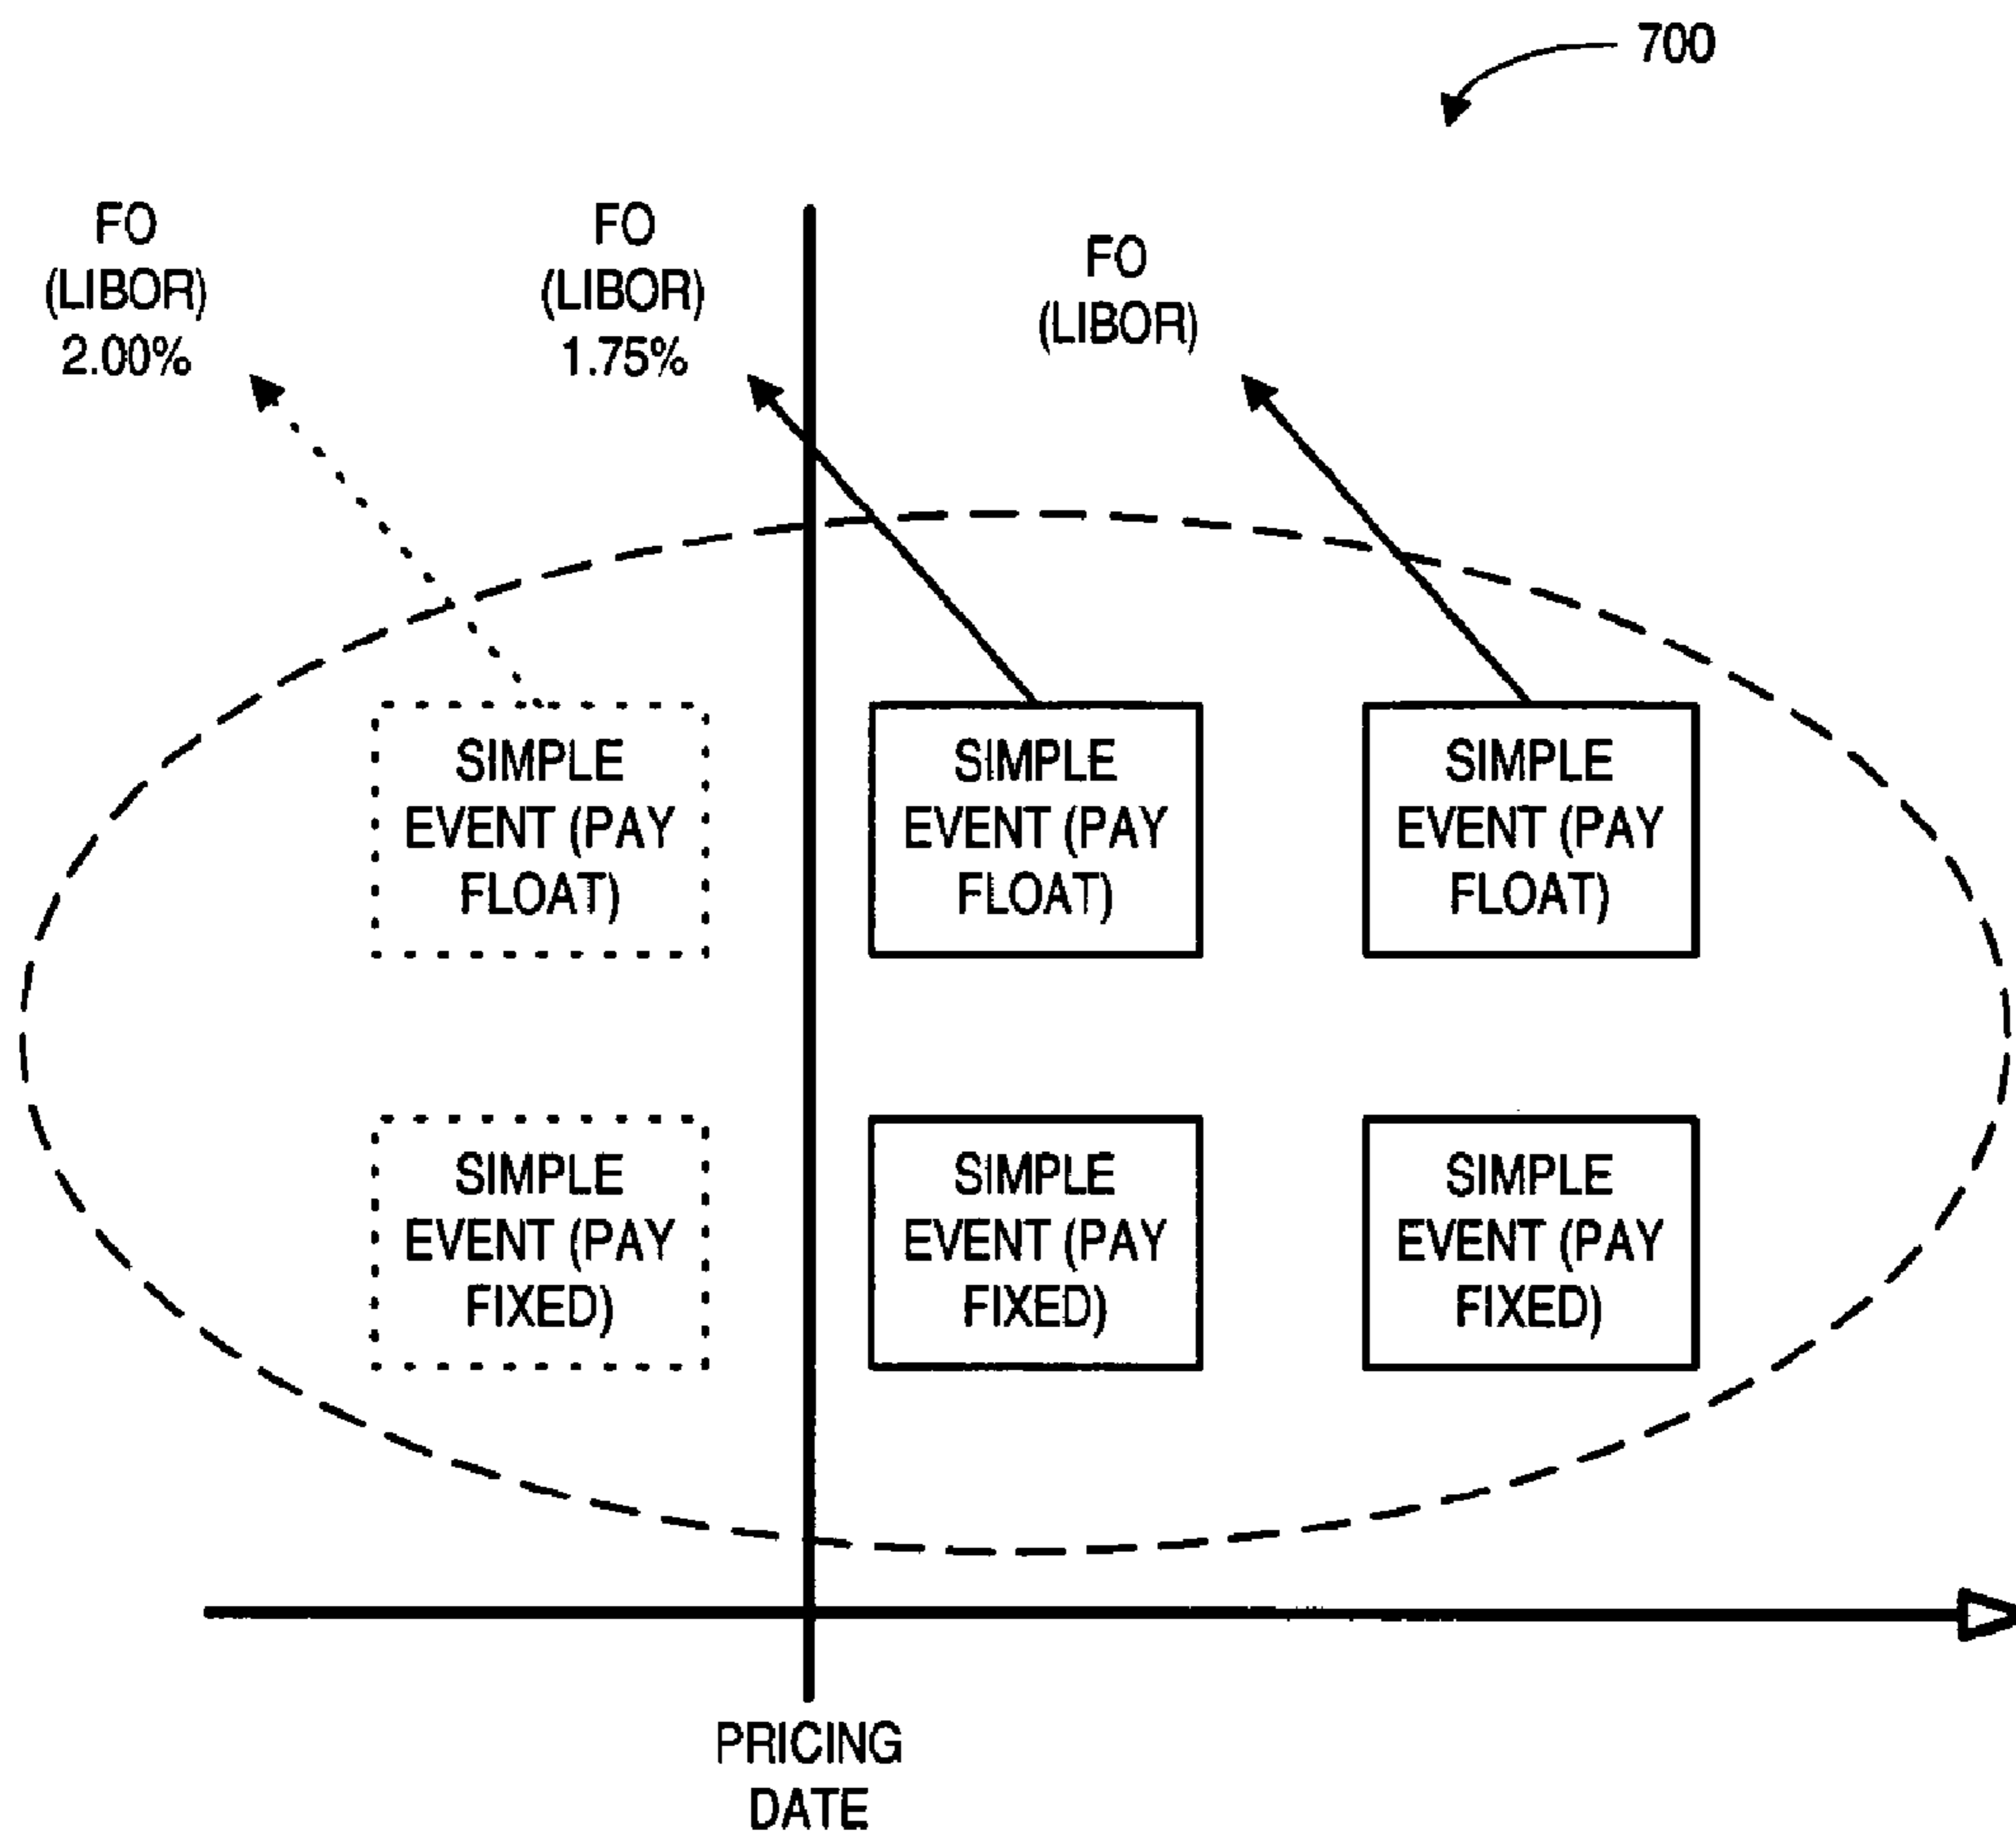 700
FO
(LIBOR)
2.00%
FO
(LIBOR)
1.75%
FO
(LIBOR)
SIMPLE
EVENT (PAY
FLOAT)
SIMPLE
EVENT (PAY
FLOAT)
SIMPLE
EVENT (PAY
FLOAT)
SIMPLE
EVENT (PAY
FIXED)
SIMPLE
EVENT (PAY
FIXED)
SIMPLE
EVENT (PAY
FIXED)
PRICING
DATE